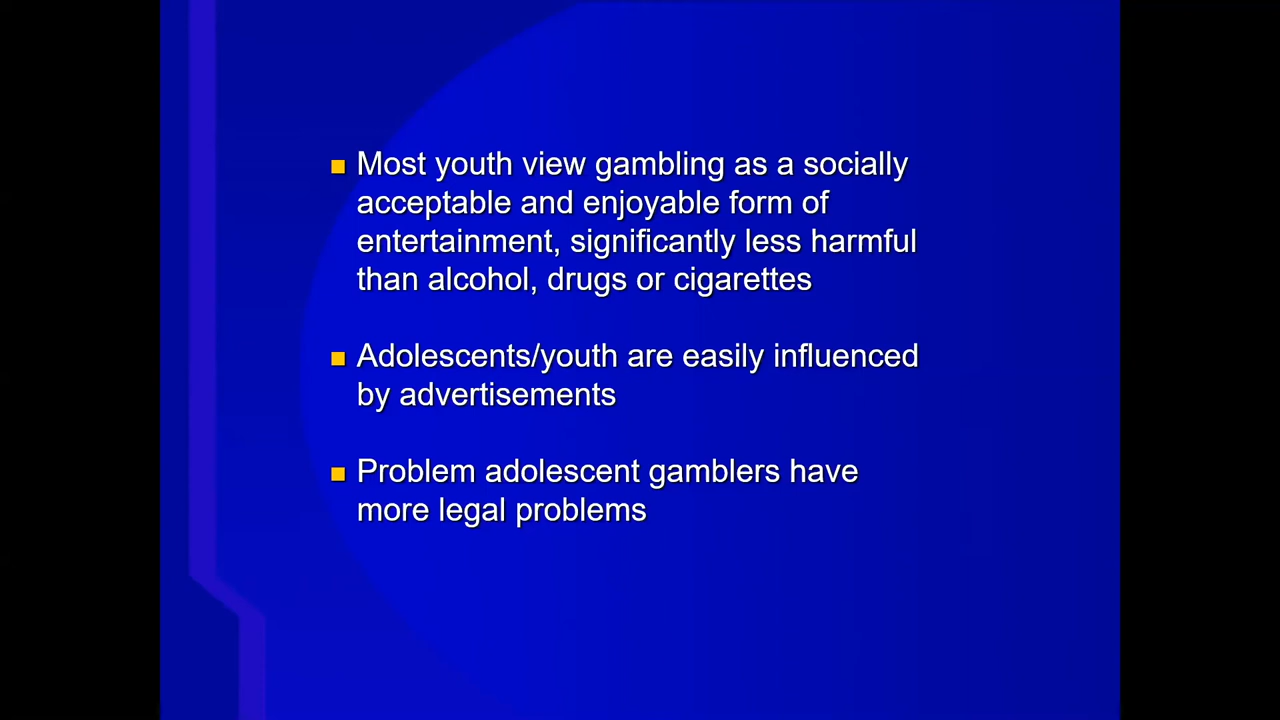 Most youth view gambling as a socially
acceptable and enjoyable form of
entertainment, significantly less harmful
than alcohol, drugs or cigarettes
Adolescents/youth are easily influenced
by advertisements
Problem adolescent gamblers have
more legal problems